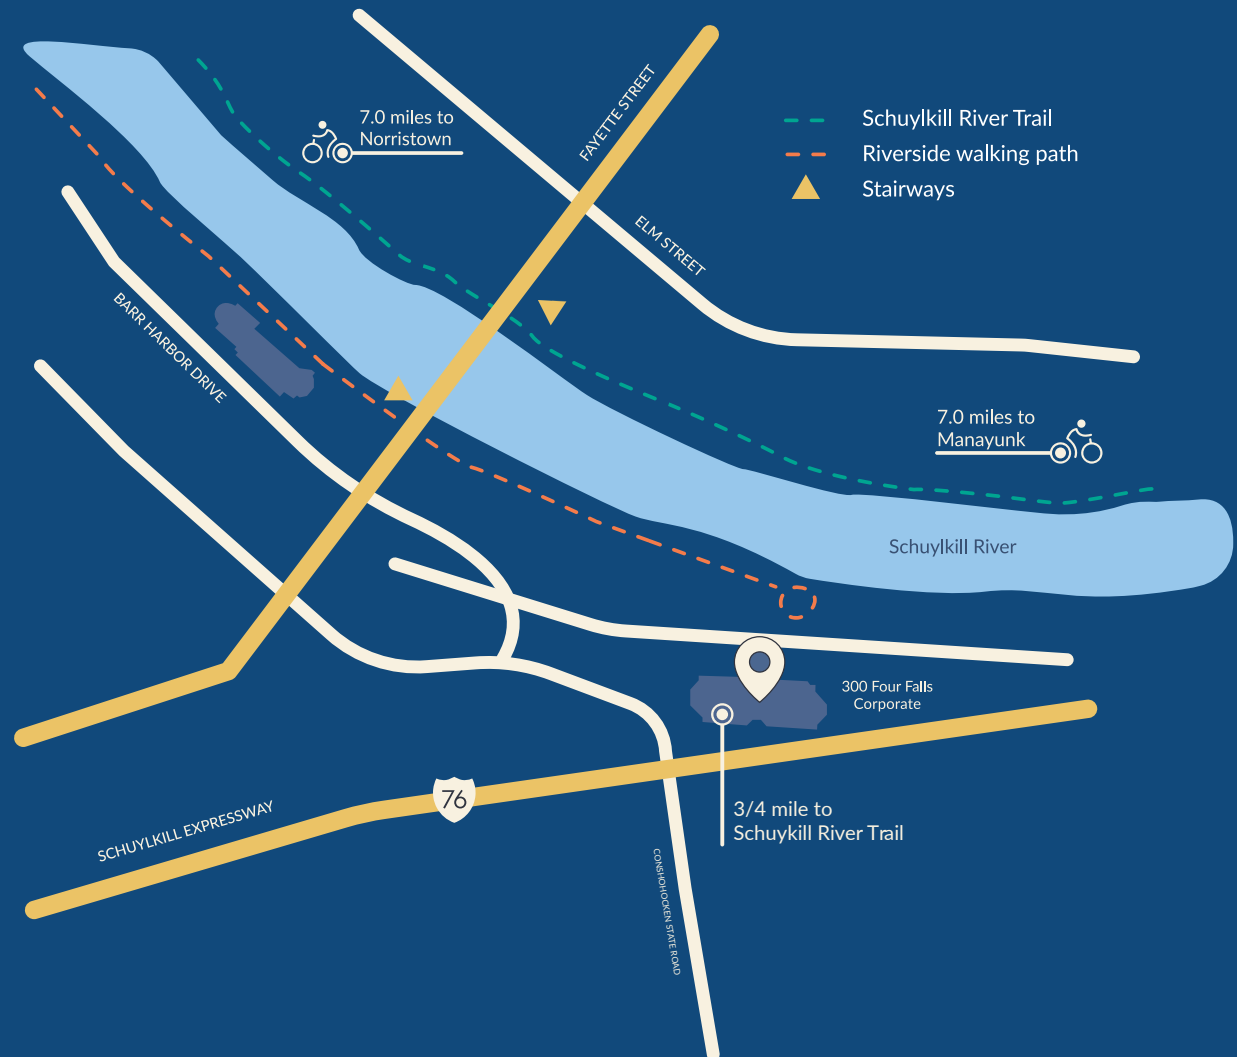 7.0 miles to
Norristown
FAYETTE STREET
Schuylkill River Trail
Riverside walking path
Stairways
ELM STREET
BARR HARBOR DRIVE
7.0 miles to
Manayunk
Schuylkill River
300 Four Falls
Corporate
76
SCHUYLKILL EXPRESSWAY
3/4 mile to
Schuykill River Trail
CONSHOHOCKEN STATE ROAD